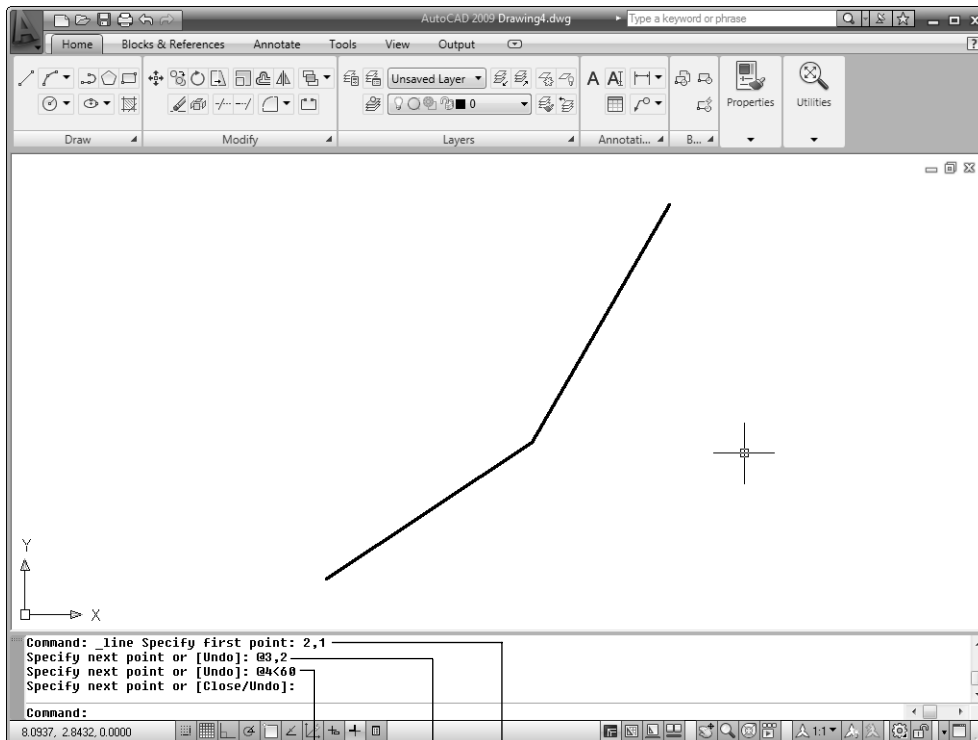 AutoCAD 2009 Drawing4.dwg
Type a keyword or phrase
Home Blocks & References Annotate Tools View Output
Unsaved Layer
0
Properties
Utilities
Draw Modify Layers Annotati... B...
Y
X
Command: _line Specify first point: 2,1
Specify next point or [Undo]: @3,2
Specify next point or [Undo]: @4<60
Specify next point or [Close/Undo]:
Command:
8.0937, 2.8432, 0.0000
1:1